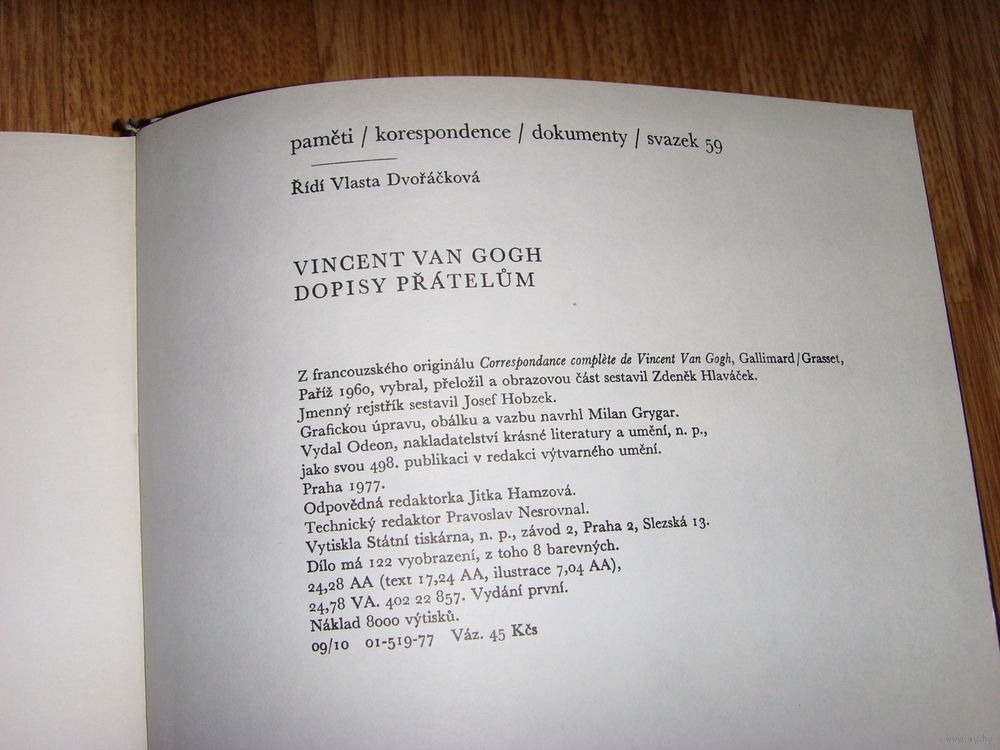 paměti / korespondence / dokumenty / svazek 59
Řídí Vlasta Dvořáčková
VINCENT VAN GOGH
DOPISY PŘÁTELŮM
Z francouzského originálu Correspondance complète de Vincent Van Gogh, Gallimard/Grasset,
Paříž 1960, vybral, přeložil a obrazovou část sestavil Zdeněk Hlaváček.
Jmenný rejstřík sestavil Josef Hobzek.
Grafickou úpravu, obálku a vazbu navrhl Milan Grygar.
Vydal Odeon, nakladatelství krásné literatury a umění, n. p.,
jako svou 498. publikaci v redakci výtvarného umění.
Praha 1977.
Odpovědná redaktorka Jitka Hamzová.
Technický redaktor Pravoslav Nesrovnal.
Vytiskla Státní tiskárna, n. p., závod 2, Praha 2, Slezská 13.
Dílo má 122 vyobrazení, z toho 8 barevných.
24,28 AA (text 17,24 AA, ilustrace 7,04 AA),
24,78 VA. 402 22 857. Vydání první.
Náklad 8000 výtisků.
09/10 01-519-77 Váz. 45 Kčs
www.ay.by